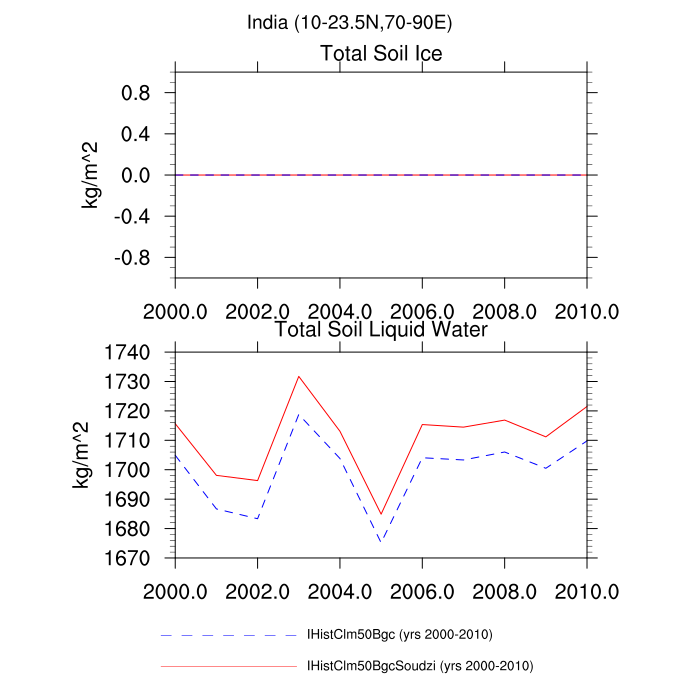 India (10-23.5N,70-90E)
Total Soil Ice
0.8
0.4
0.0
-0.4
-0.8
kg/m^2
2000.0 2002.0 2004.0 2006.0 2008.0 2010.0
Total Soil Liquid Water
1740
1730
1720
1710
1700
1690
1680
1670
kg/m^2
2000.0 2002.0 2004.0 2006.0 2008.0 2010.0
IHistClm50Bgc (yrs 2000-2010)
IHistClm50BgcSoudzi (yrs 2000-2010)